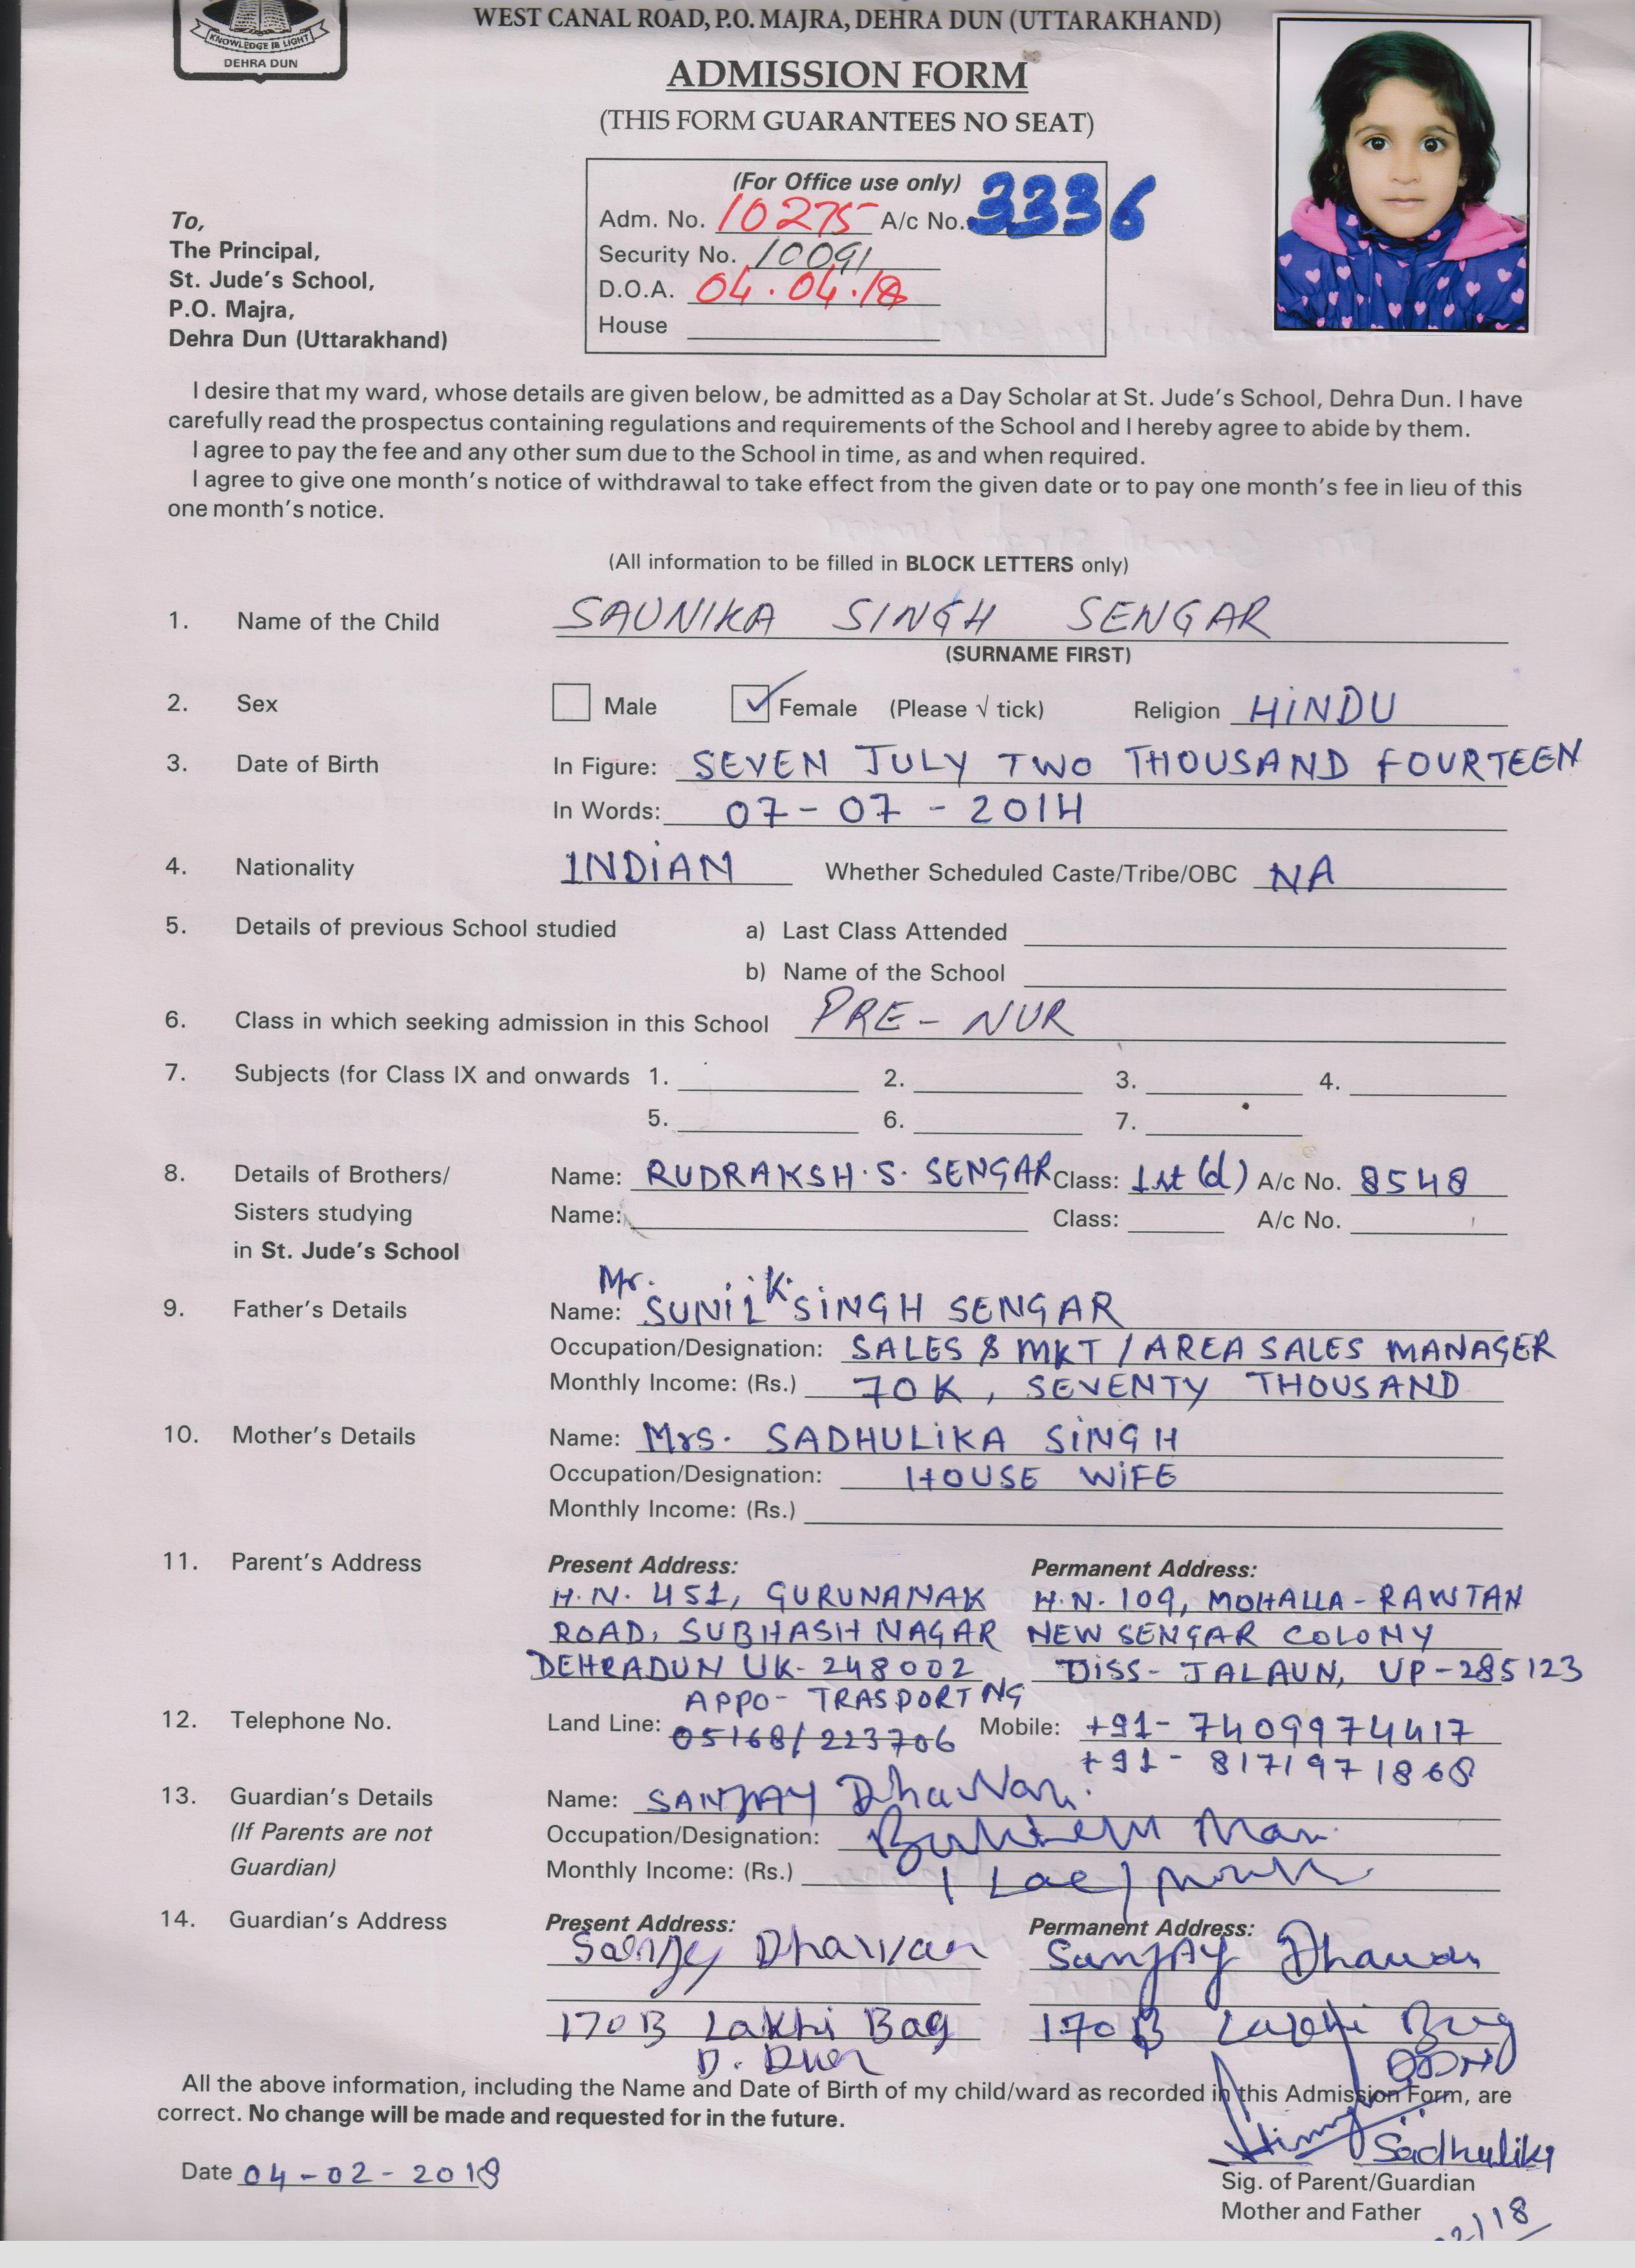 KNOWLEDGE IS LIGHT
DEHRA DUN
WEST CANAL ROAD, P.O. MAJRA, DEHRA DUN (UTTARAKHAND)
ADMISSION FORM
(THIS FORM GUARANTEES NO SEAT)
(For Office use only)
Adm. No. 10275 A/c No. 3336
Security No. 10091
D.O.A. 04.04.18
House
To,
The Principal,
St. Jude's School,
P.O. Majra,
Dehra Dun (Uttarakhand)
I desire that my ward, whose details are given below, be admitted as a Day Scholar at St. Jude's School, Dehra Dun. I have
carefully read the prospectus containing regulations and requirements of the School and I hereby agree to abide by them.
I agree to pay the fee and any other sum due to the School in time, as and when required.
I agree to give one month's notice of withdrawal to take effect from the given date or to pay one month's fee in lieu of this
one month's notice.
(All information to be filled in BLOCK LETTERS only)
1. Name of the Child SAUNIKA SINGH SENGAR
(SURNAME FIRST)
2. Sex Male Female (Please √ tick) Religion HINDU
3. Date of Birth In Figure: SEVEN JULY TWO THOUSAND FOURTEEN
In Words: 07-07-2014
4. Nationality INDIAN Whether Scheduled Caste/Tribe/OBC NA
5. Details of previous School studied a) Last Class Attended
b) Name of the School
6. Class in which seeking admission in this School PRE-NUR
7. Subjects (for Class IX and onwards 1. 2. 3. 4.
5. 6. 7.
8. Details of Brothers/ Name: RUDRAKSH.S. SENGAR Class: 1st (d) A/c No. 8548
Sisters studying Name: Class: A/c No.
in St. Jude's School
9. Father's Details Name: Mr. SUNIL K. SINGH SENGAR
Occupation/Designation: SALES & MKT / AREA SALES MANAGER
Monthly Income: (Rs.) 70K, SEVENTY THOUSAND
10. Mother's Details Name: Mrs. SADHULIKA SINGH
Occupation/Designation: HOUSE WIFE
Monthly Income: (Rs.)
11. Parent's Address Present Address: Permanent Address:
H.N. 451, GURUNANAK H.N. 109, MOHALLA-RAWTAN
ROAD, SUBHASH NAGAR NEW SENGAR COLONY
DEHRADUN UK-248002 DISS-JALAUN, UP-285123
APPO-TRASPORT NG
12. Telephone No. Land Line: 05168/223706 Mobile: +91-7409974417
+91-8171971868
13. Guardian's Details Name: SANJAY Dhawan.
(If Parents are not Occupation/Designation: Man.
Guardian) Monthly Income: (Rs.) 1 Lac/month
14. Guardian's Address Present Address: Permanent Address:
Sanjay Dhawan SanjAY Dhawan
170B Lakhi Bag 170B Lakhi Bag
D. Dun DDN
All the above information, including the Name and Date of Birth of my child/ward as recorded in this Admission Form, are
correct. No change will be made and requested for in the future.
Sadhulika
Date 04-02-2018
Sig. of Parent/Guardian
Mother and Father
02/18